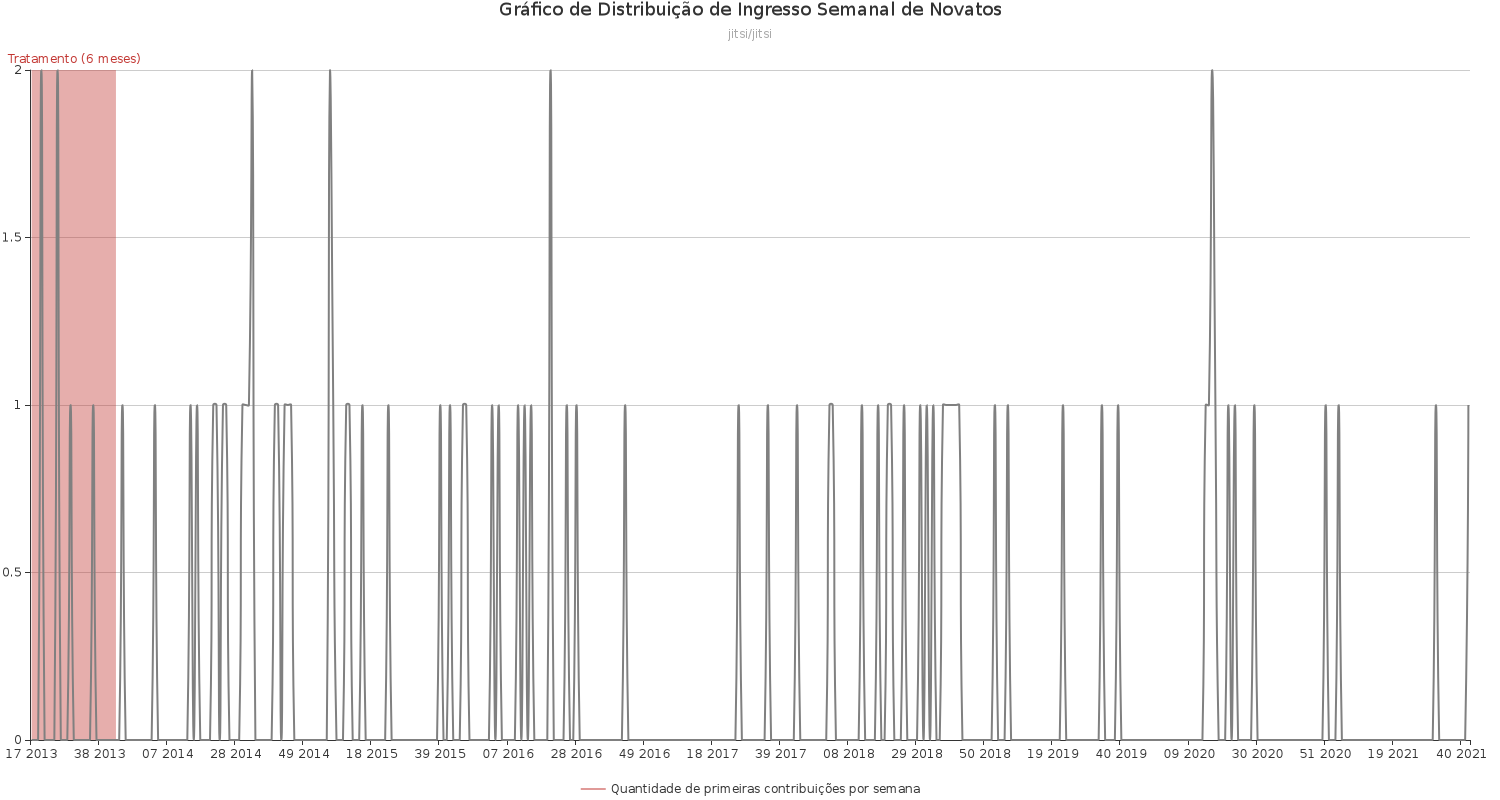 Gráfico de Distribuição de Ingresso Semanal de Novatos
jitsi/jitsi
Tratamento (6 meses)
2
1.5
1
0.5
0
17 2013 38 2013 07 2014 28 2014 49 2014 18 2015 39 2015 07 2016 28 2016 49 2016 18 2017 39 2017 08 2018 29 2018 50 2018 19 2019 40 2019 09 2020 30 2020 51 2020 19 2021 40 2021
Quantidade de primeiras contribuições por semana